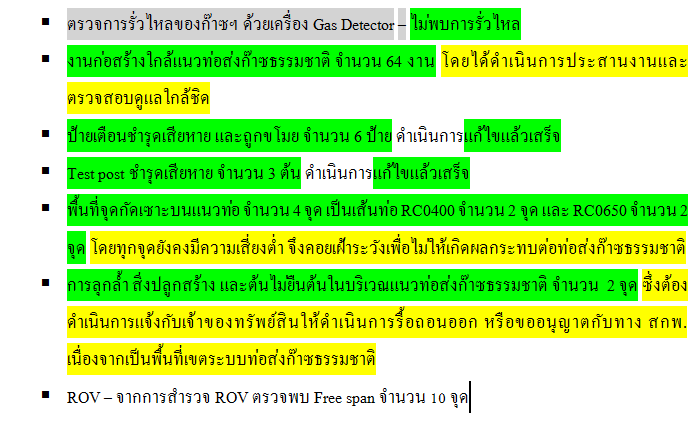 ▪ ตรวจการรั่วไหลของก๊าซฯ ด้วยเครื่อง Gas Detector – ไม่พบการรั่วไหล
▪ งานก่อสร้างใกล้แนวท่อส่งก๊าซธรรมชาติ จำนวน 64 งาน โดยได้ดำเนินการประสานงานและ
ตรวจสอบดูแลใกล้ชิด
▪ ป้ายเตือนชำรุดเสียหาย และถูกขโมย จำนวน 6 ป้าย ดำเนินการแก้ไขแล้วเสร็จ
▪ Test post ชำรุดเสียหาย จำนวน 3 ต้น ดำเนินการแก้ไขแล้วเสร็จ
▪ พื้นที่จุดกัดเซาะบนแนวท่อ จำนวน 4 จุด เป็นเส้นท่อ RC0400 จำนวน 2 จุด และ RC0650 จำนวน 2
จุด โดยทุกจุดยังคงมีความเสี่ยงต่ำ จึงคอยเฝ้าระวังเพื่อไม่ให้เกิดผลกระทบต่อท่อส่งก๊าซธรรมชาติ
▪ การลุกล้ำ สิ่งปลูกสร้าง และต้นไม้ยืนต้นในบริเวณแนวท่อส่งก๊าซธรรมชาติ จำนวน 2 จุด ซึ่งต้อง
ดำเนินการแจ้งกับเจ้าของทรัพย์สินให้ดำเนินการรื้อถอนออก หรือขออนุญาตกับทาง สกพ.
เนื่องจากเป็นพื้นที่เขตระบบท่อส่งก๊าซธรรมชาติ
▪ ROV – จากการสำรวจ ROV ตรวจพบ Free span จำนวน 10 จุด